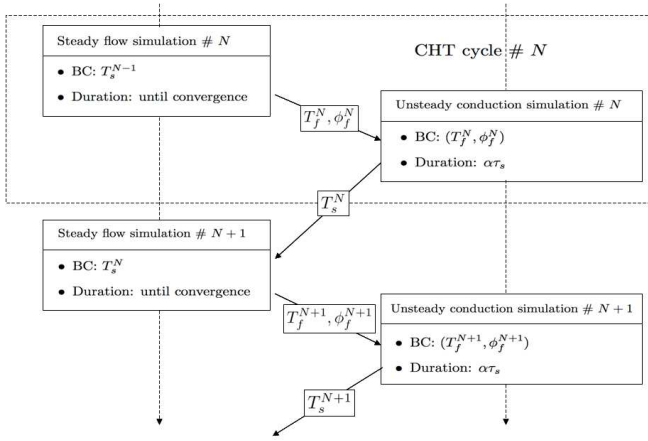 Steady flow simulation # N
CHT cycle # N
• BC: T_s^{N-1}
• Duration: until convergence
Unsteady conduction simulation # N
T_f^N, ϕ_f^N
• BC: (T_f^N, ϕ_f^N)
• Duration: ατ_s
T_s^N
Steady flow simulation # N + 1
• BC: T_s^N
• Duration: until convergence
Unsteady conduction simulation # N + 1
T_f^{N+1}, ϕ_f^{N+1}
• BC: (T_f^{N+1}, ϕ_f^{N+1})
• Duration: ατ_s
T_s^{N+1}